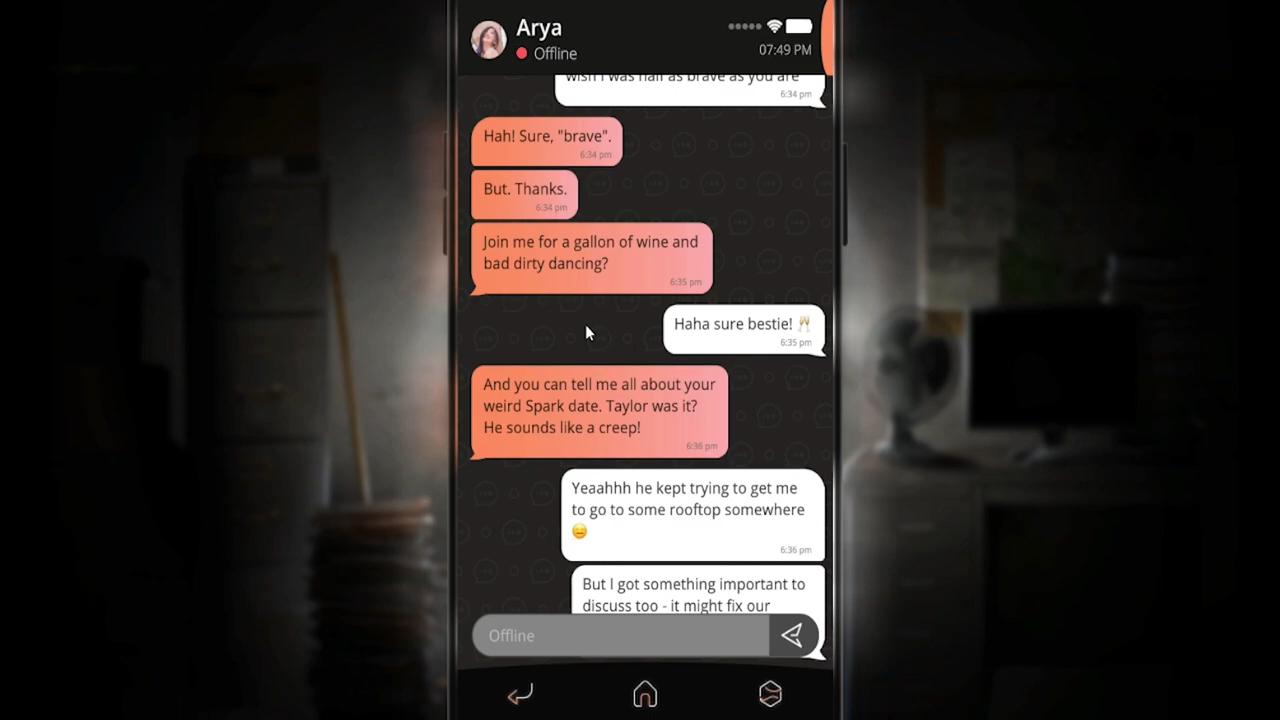 Arya
Offline
07:49 PM
wish I was half as brave as you are
6:34 pm
Hah! Sure, "brave".
6:34 pm
But. Thanks.
6:34 pm
Join me for a gallon of wine and
bad dirty dancing?
6:35 pm
Haha sure bestie! 🥂
6:35 pm
And you can tell me all about your
weird Spark date. Taylor was it?
He sounds like a creep!
6:36 pm
Yeaahhh he kept trying to get me
to go to some rooftop somewhere
😑
6:36 pm
But I got something important to
discuss too - it might fix our
Offline